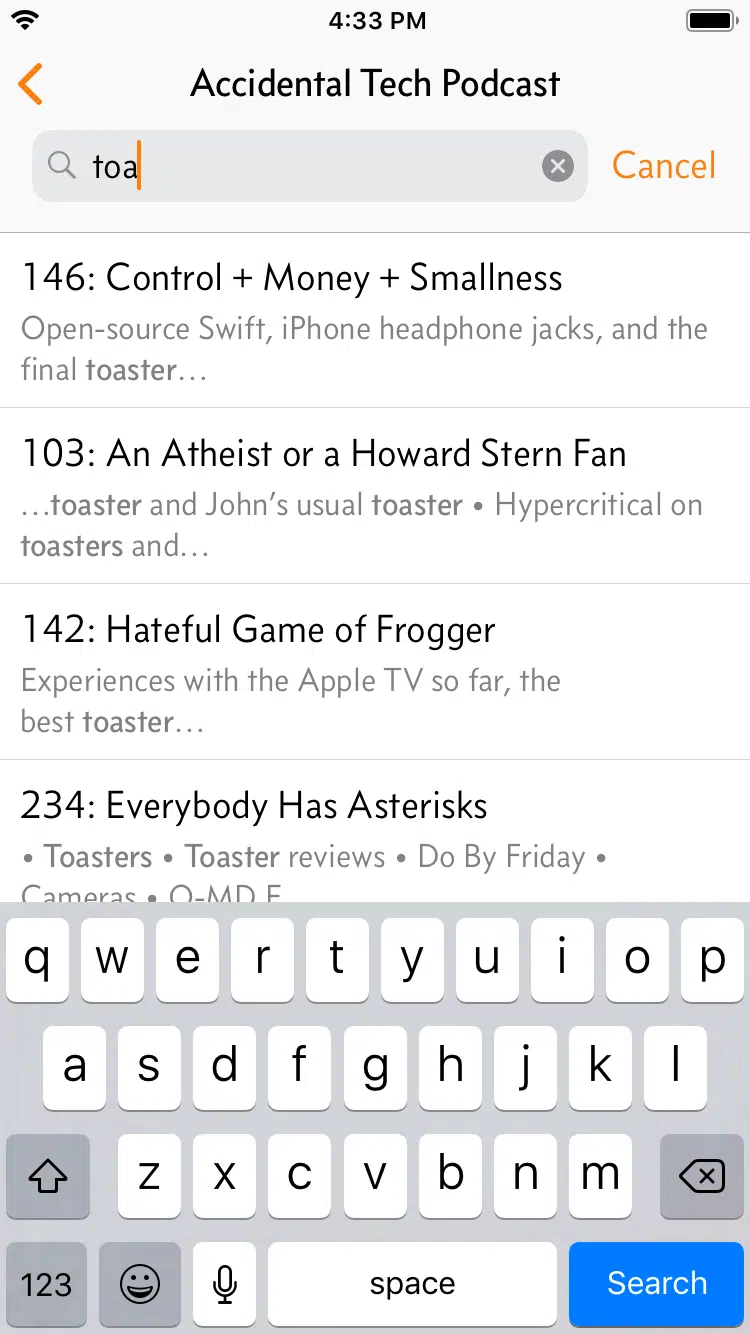 4:33 PM
Accidental Tech Podcast
toa
Cancel
146: Control + Money + Smallness
Open-source Swift, iPhone headphone jacks, and the
final toaster…
103: An Atheist or a Howard Stern Fan
…toaster and John’s usual toaster • Hypercritical on
toasters and…
142: Hateful Game of Frogger
Experiences with the Apple TV so far, the
best toaster…
234: Everybody Has Asterisks
• Toasters • Toaster reviews • Do By Friday •
Cameras • O-MD E
q w e r t y u i o p
a s d f g h j k l
z x c v b n m
123 space Search